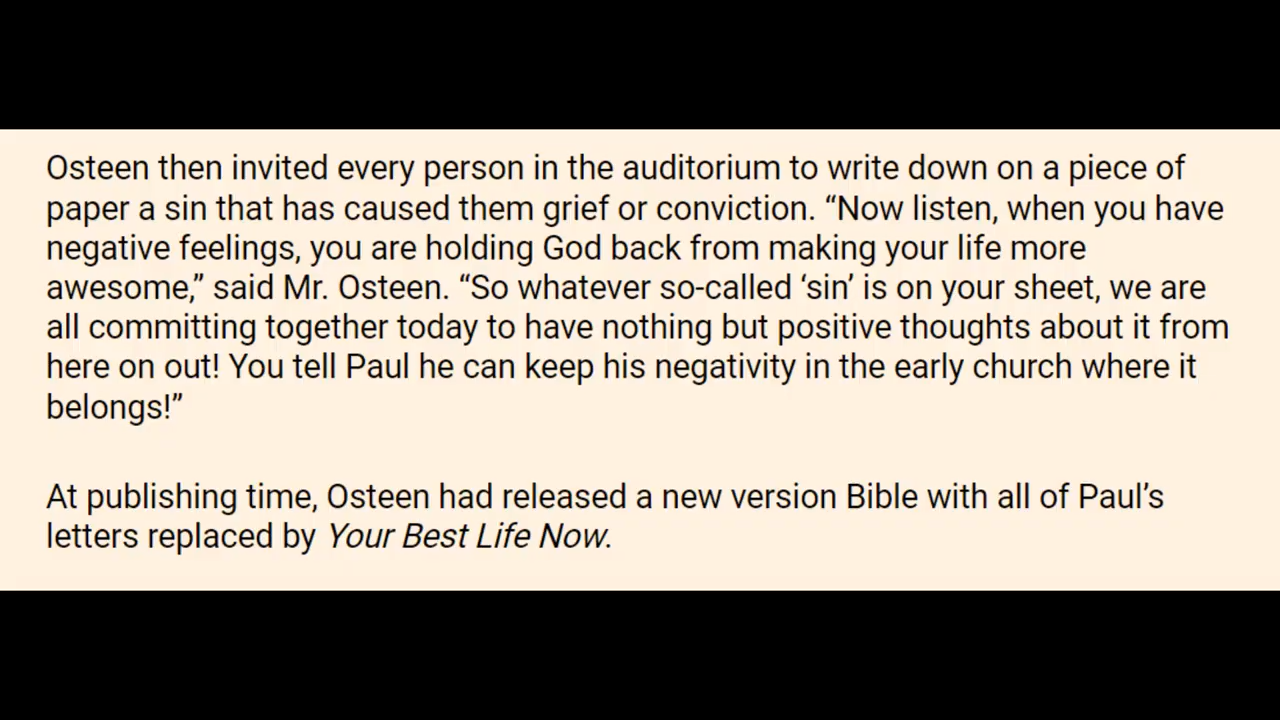 Osteen then invited every person in the auditorium to write down on a piece of
paper a sin that has caused them grief or conviction. “Now listen, when you have
negative feelings, you are holding God back from making your life more
awesome,” said Mr. Osteen. “So whatever so-called ‘sin’ is on your sheet, we are
all committing together today to have nothing but positive thoughts about it from
here on out! You tell Paul he can keep his negativity in the early church where it
belongs!”
At publishing time, Osteen had released a new version Bible with all of Paul’s
letters replaced by Your Best Life Now.